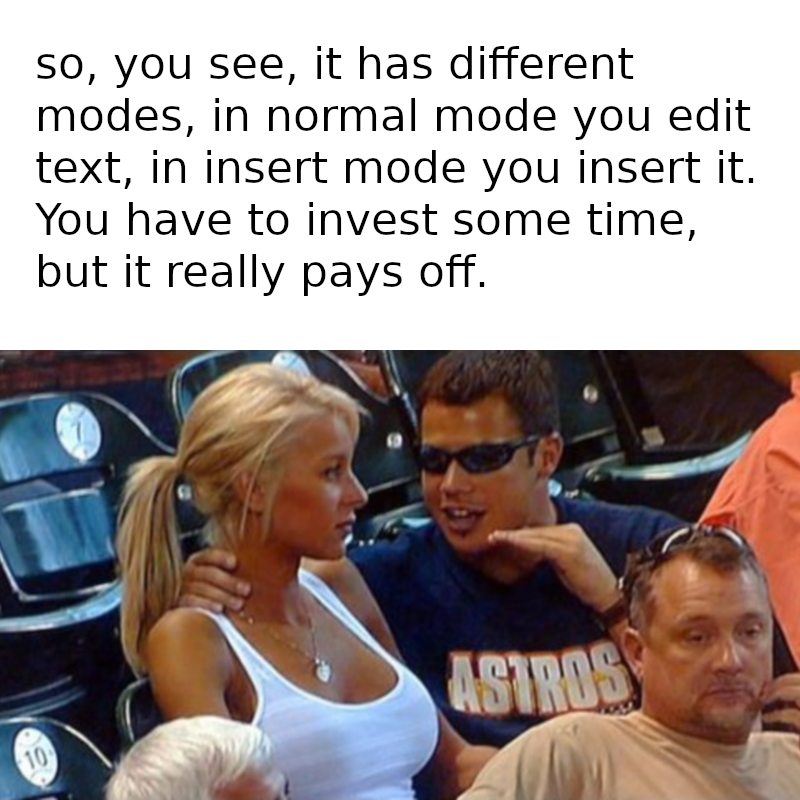 so, you see, it has different
modes, in normal mode you edit
text, in insert mode you insert it.
You have to invest some time,
but it really pays off.
7
ASTROS
10